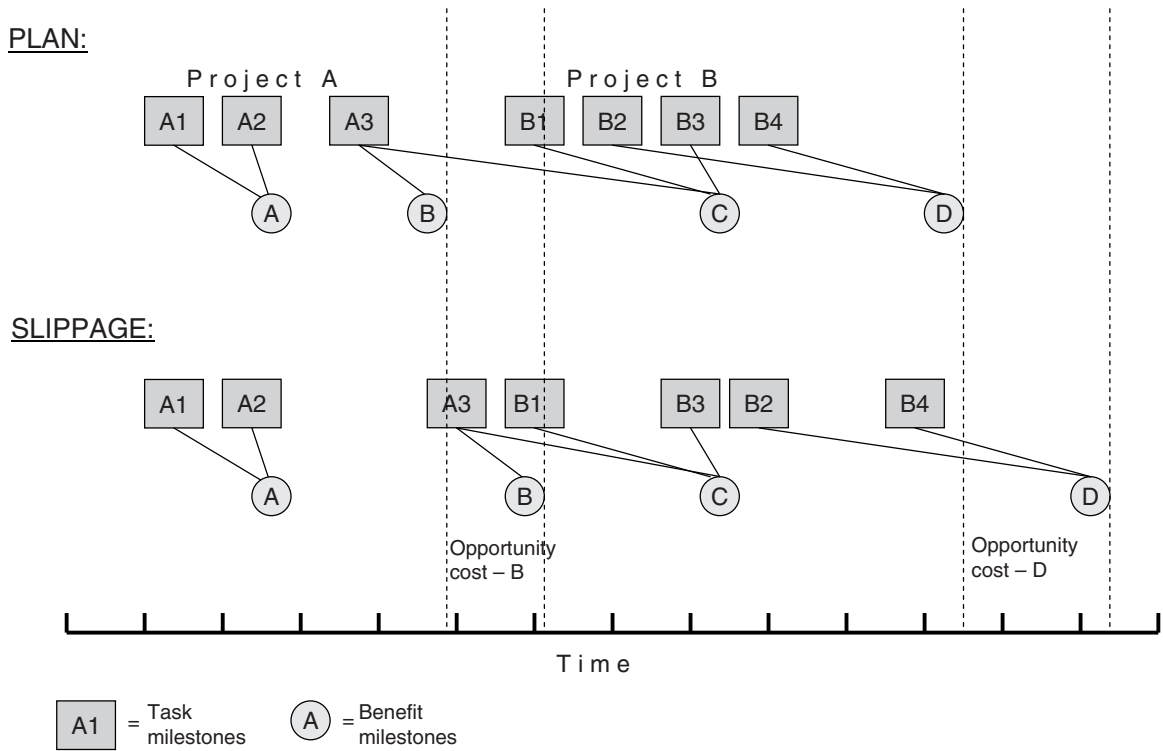 PLAN:
Project A Project B
A1 A2 A3 B1 B2 B3 B4
A B C D
SLIPPAGE:
A1 A2 A3 B1 B3 B2 B4
A B C D
Opportunity
cost – B
Opportunity
cost – D
Time
A1 = Task
milestones
A = Benefit
milestones